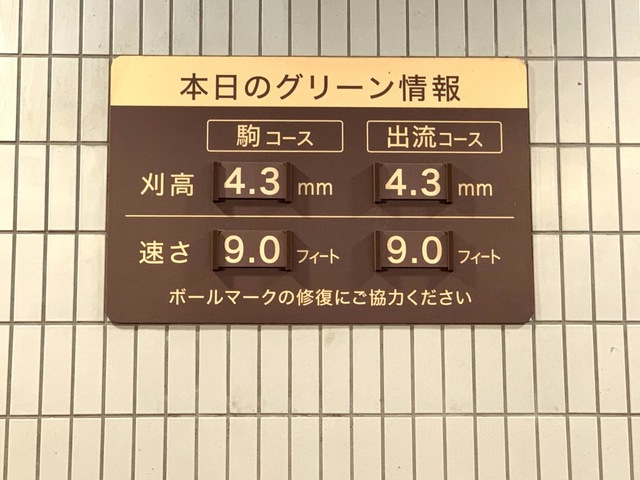 本日のグリーン情報
駒コース 出流コース
刈高 4.3 mm 4.3 mm
速さ 9.0 フィート 9.0 フィート
ボールマークの修復にご協力ください